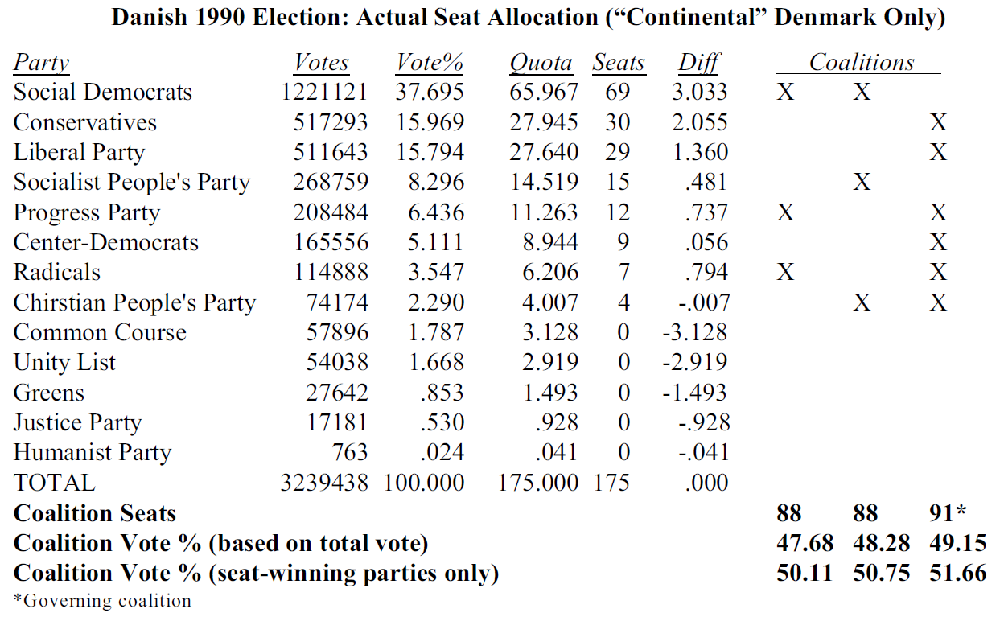 Danish 1990 Election: Actual Seat Allocation (“Continental” Denmark Only)
Party Votes Vote% Quota Seats Diff Coalitions
Social Democrats 1221121 37.695 65.967 69 3.033 X X
Conservatives 517293 15.969 27.945 30 2.055 X
Liberal Party 511643 15.794 27.640 29 1.360 X
Socialist People's Party 268759 8.296 14.519 15 .481 X
Progress Party 208484 6.436 11.263 12 .737 X X
Center-Democrats 165556 5.111 8.944 9 .056 X
Radicals 114888 3.547 6.206 7 .794 X X
Chirstian People's Party 74174 2.290 4.007 4 -.007 X X
Common Course 57896 1.787 3.128 0 -3.128
Unity List 54038 1.668 2.919 0 -2.919
Greens 27642 .853 1.493 0 -1.493
Justice Party 17181 .530 .928 0 -.928
Humanist Party 763 .024 .041 0 -.041
TOTAL 3239438 100.000 175.000 175 .000
Coalition Seats 88 88 91*
Coalition Vote % (based on total vote) 47.68 48.28 49.15
Coalition Vote % (seat-winning parties only) 50.11 50.75 51.66
*Governing coalition